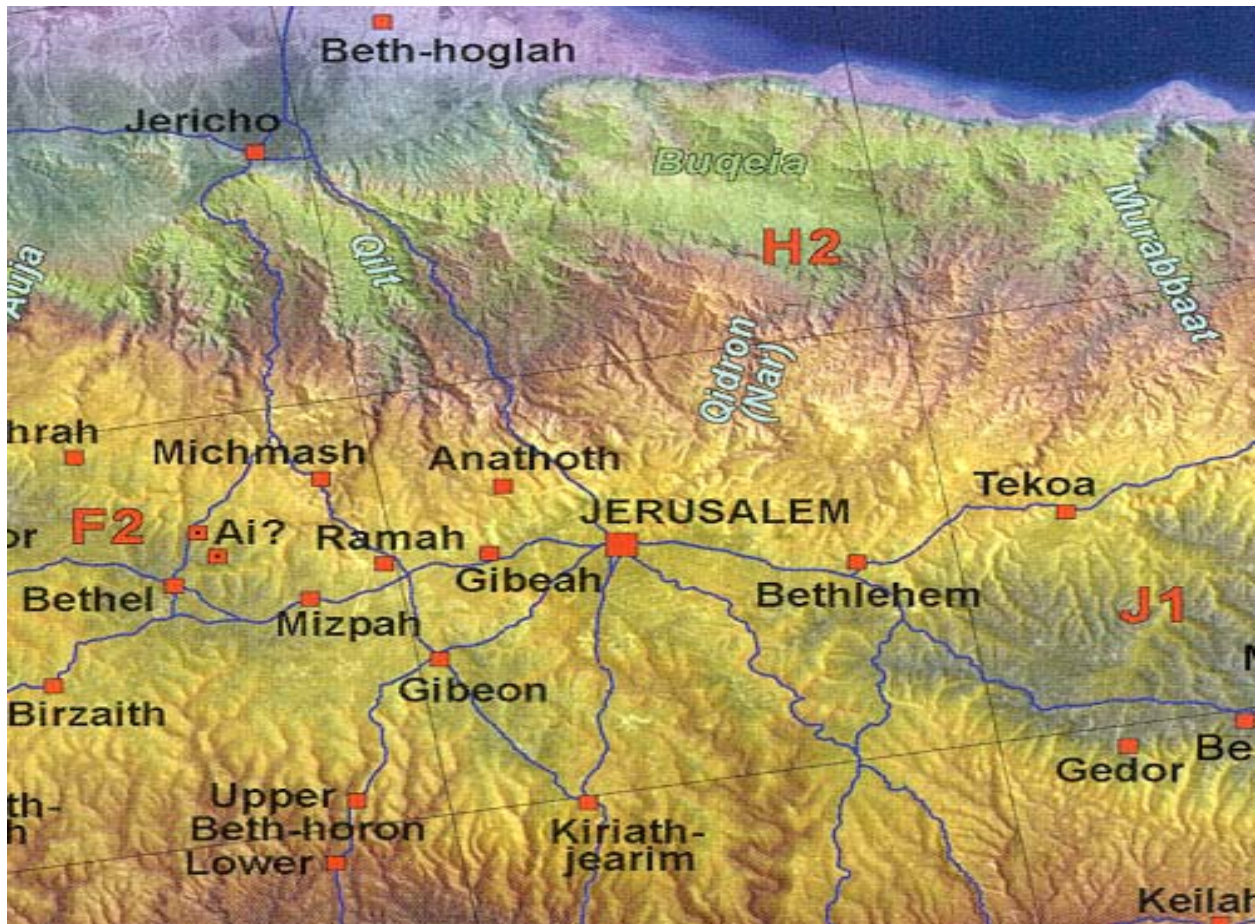 Beth-hoglah
Jericho
Buqeia
H2
Qilt
Murabbaat
Auja
Qidron
(Nar)
hrah
Michmash
Anathoth
Tekoa
JERUSALEM
F2
Ai?
or
Ramah
Gibeah
Bethlehem
Bethel
Mizpah
J1
Gibeon
Birzaith
Gedor
Be
Upper
Beth-horon
Lower
th-
h
Kiriath-
jearim
Keilah